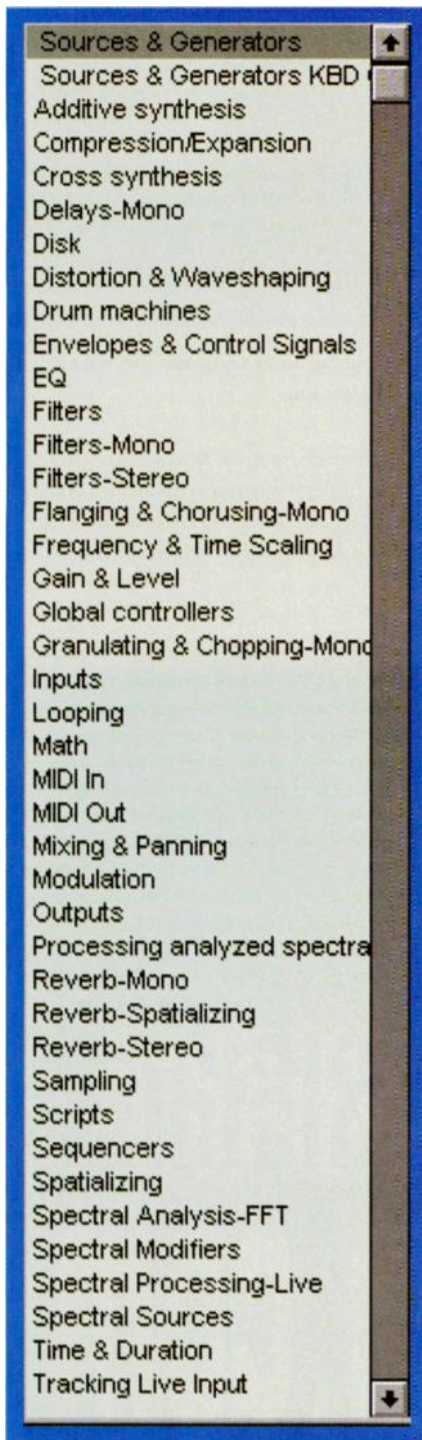 Sources & Generators
Sources & Generators KBD
Additive synthesis
Compression/Expansion
Cross synthesis
Delays-Mono
Disk
Distortion & Waveshaping
Drum machines
Envelopes & Control Signals
EQ
Filters
Filters-Mono
Filters-Stereo
Flanging & Chorusing-Mono
Frequency & Time Scaling
Gain & Level
Global controllers
Granulating & Chopping-Mono
Inputs
Looping
Math
MIDI In
MIDI Out
Mixing & Panning
Modulation
Outputs
Processing analyzed spectra
Reverb-Mono
Reverb-Spatializing
Reverb-Stereo
Sampling
Scripts
Sequencers
Spatializing
Spectral Analysis-FFT
Spectral Modifiers
Spectral Processing-Live
Spectral Sources
Time & Duration
Tracking Live Input